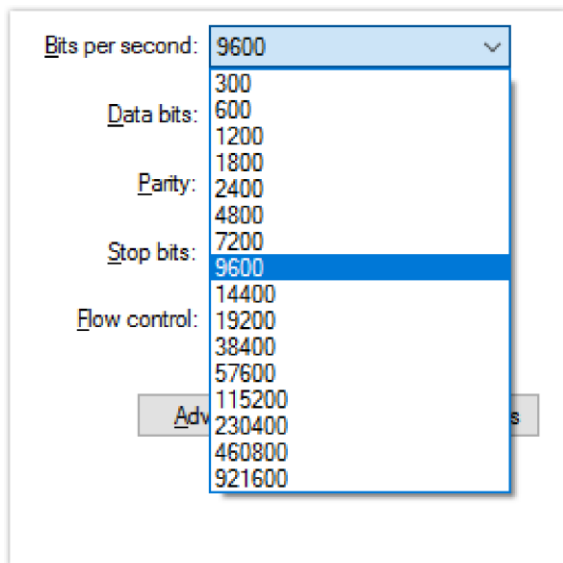 Bits per second: 9600
300
Data bits: 600
1200
1800
Parity: 2400
4800
7200
Stop bits: 9600
14400
Flow control: 19200
38400
57600
115200
Adv 230400 s
460800
921600